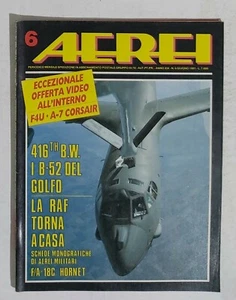 6
AEREI
ECCEZIONALE
OFFERTA VIDEO
ALL'INTERNO
F4U · A-7 CORSAIR
416TH B.W.
I B-52 DEL
GOLFO
LA RAF
TORNA
A CASA
SCHEDE MONOGRAFICHE
DI AEREI MILITARI
F/A-18C HORNET